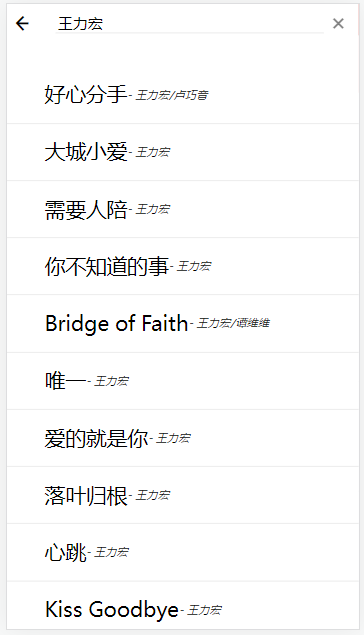 王力宏
好心分手- 王力宏/卢巧音
大城小爱- 王力宏
需要人陪- 王力宏
你不知道的事- 王力宏
Bridge of Faith- 王力宏/谭维维
唯一- 王力宏
爱的就是你- 王力宏
落叶归根- 王力宏
心跳- 王力宏
Kiss Goodbye- 王力宏